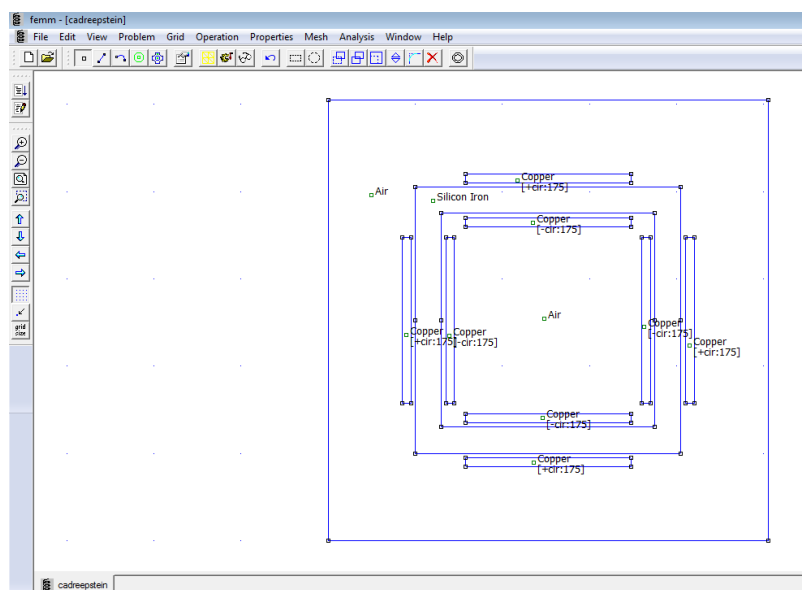 femm - [cadreepstein]
File Edit View Problem Grid Operation Properties Mesh Analysis Window Help
Copper
[+cir:175]
Air
Silicon Iron
Copper
[-cir:175]
Air
Copper
[-cir:175]
Copper
[+cir:175]
Copper
[-cir:175]
Copper
[+cir:175]
Copper
[-cir:175]
Copper
[+cir:175]
grid
size
cadreepstein